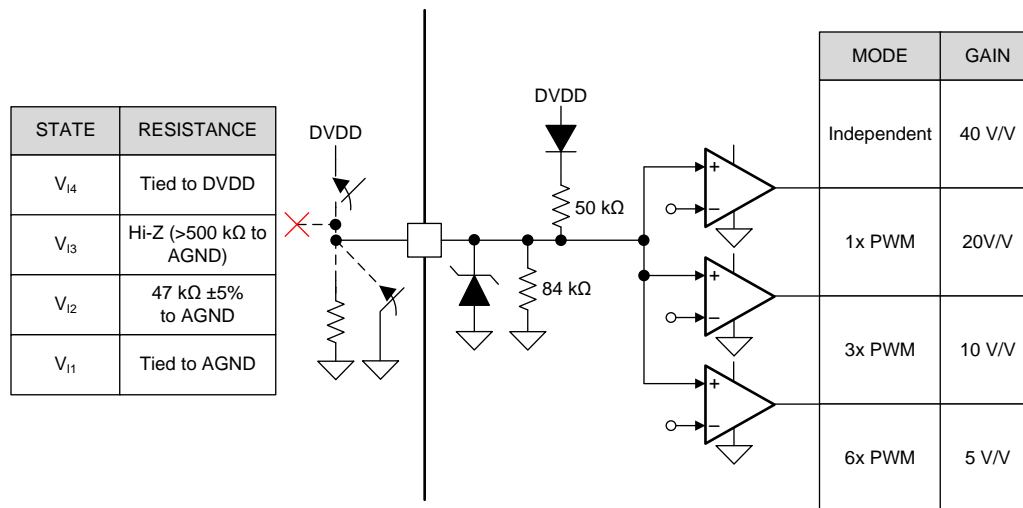 STATE RESISTANCE
V_I4 Tied to DVDD
V_I3 Hi-Z (>500 kΩ to
AGND)
V_I2 47 kΩ ±5%
to AGND
V_I1 Tied to AGND
DVDD
DVDD
50 kΩ
84 kΩ
+
−
+
−
+
−
MODE GAIN
Independent 40 V/V
1x PWM 20V/V
3x PWM 10 V/V
6x PWM 5 V/V